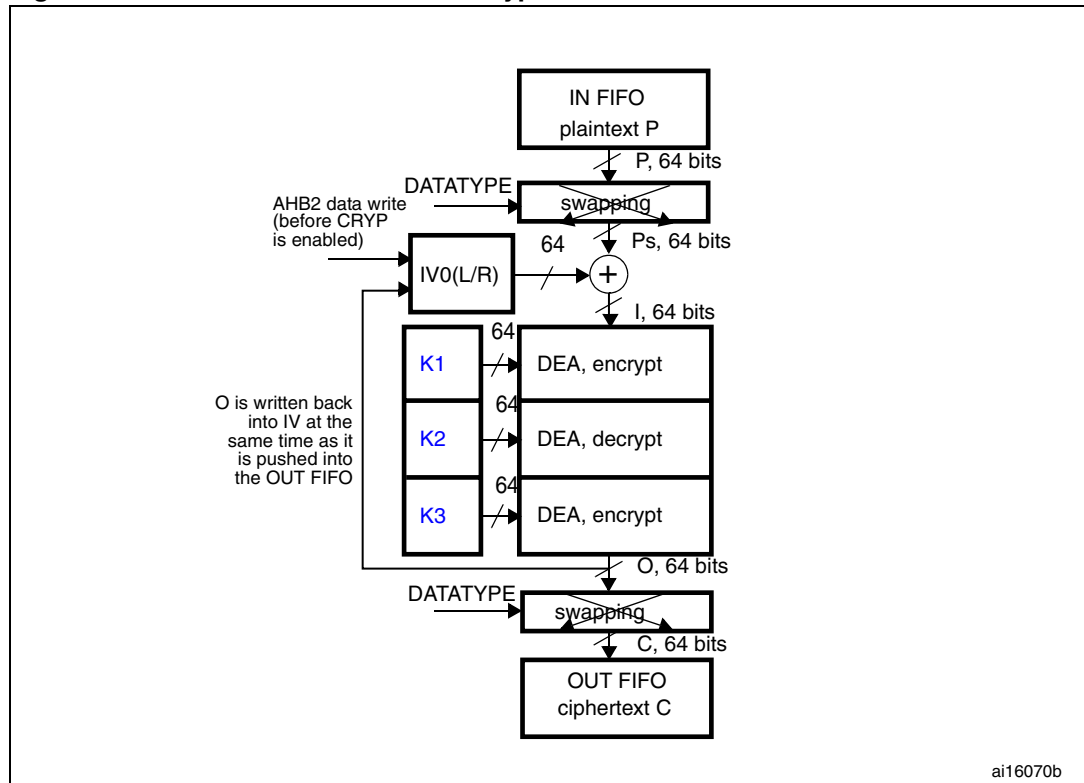 IN FIFO
plaintext P
P, 64 bits
DATATYPE
swapping
AHB2 data write
(before CRYP
is enabled)
Ps, 64 bits
64
IV0(L/R)
+
I, 64 bits
64
K1
DEA, encrypt
64
K2
DEA, decrypt
O is written back
into IV at the
same time as it
is pushed into
the OUT FIFO
64
K3
DEA, encrypt
O, 64 bits
DATATYPE
swapping
C, 64 bits
OUT FIFO
ciphertext C
ai16070b